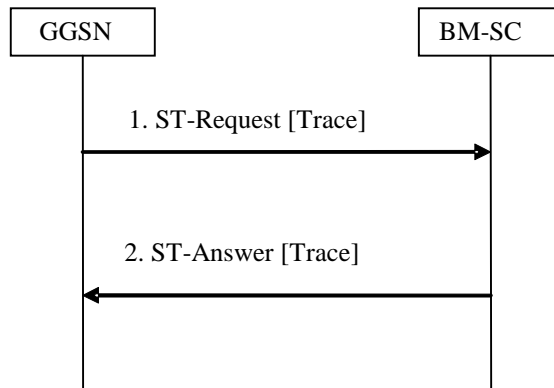 GGSN
BM-SC
1. ST-Request [Trace]
2. ST-Answer [Trace]